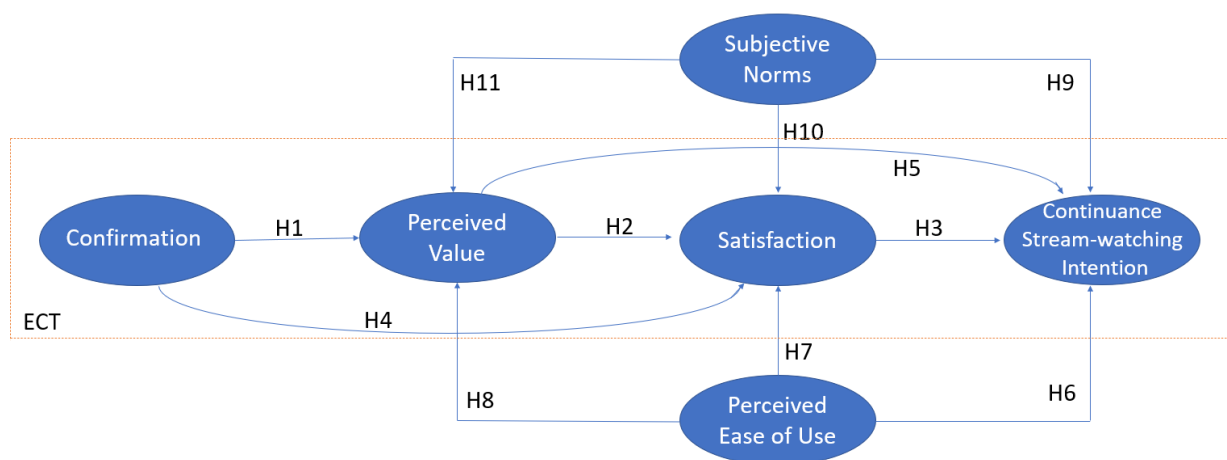 Subjective
Norms
H11
H9
H10
H5
Confirmation
H1
Perceived
Value
H2
Satisfaction
H3
Continuance
Stream-watching
Intention
ECT
H4
H7
H8
Perceived
Ease of Use
H6